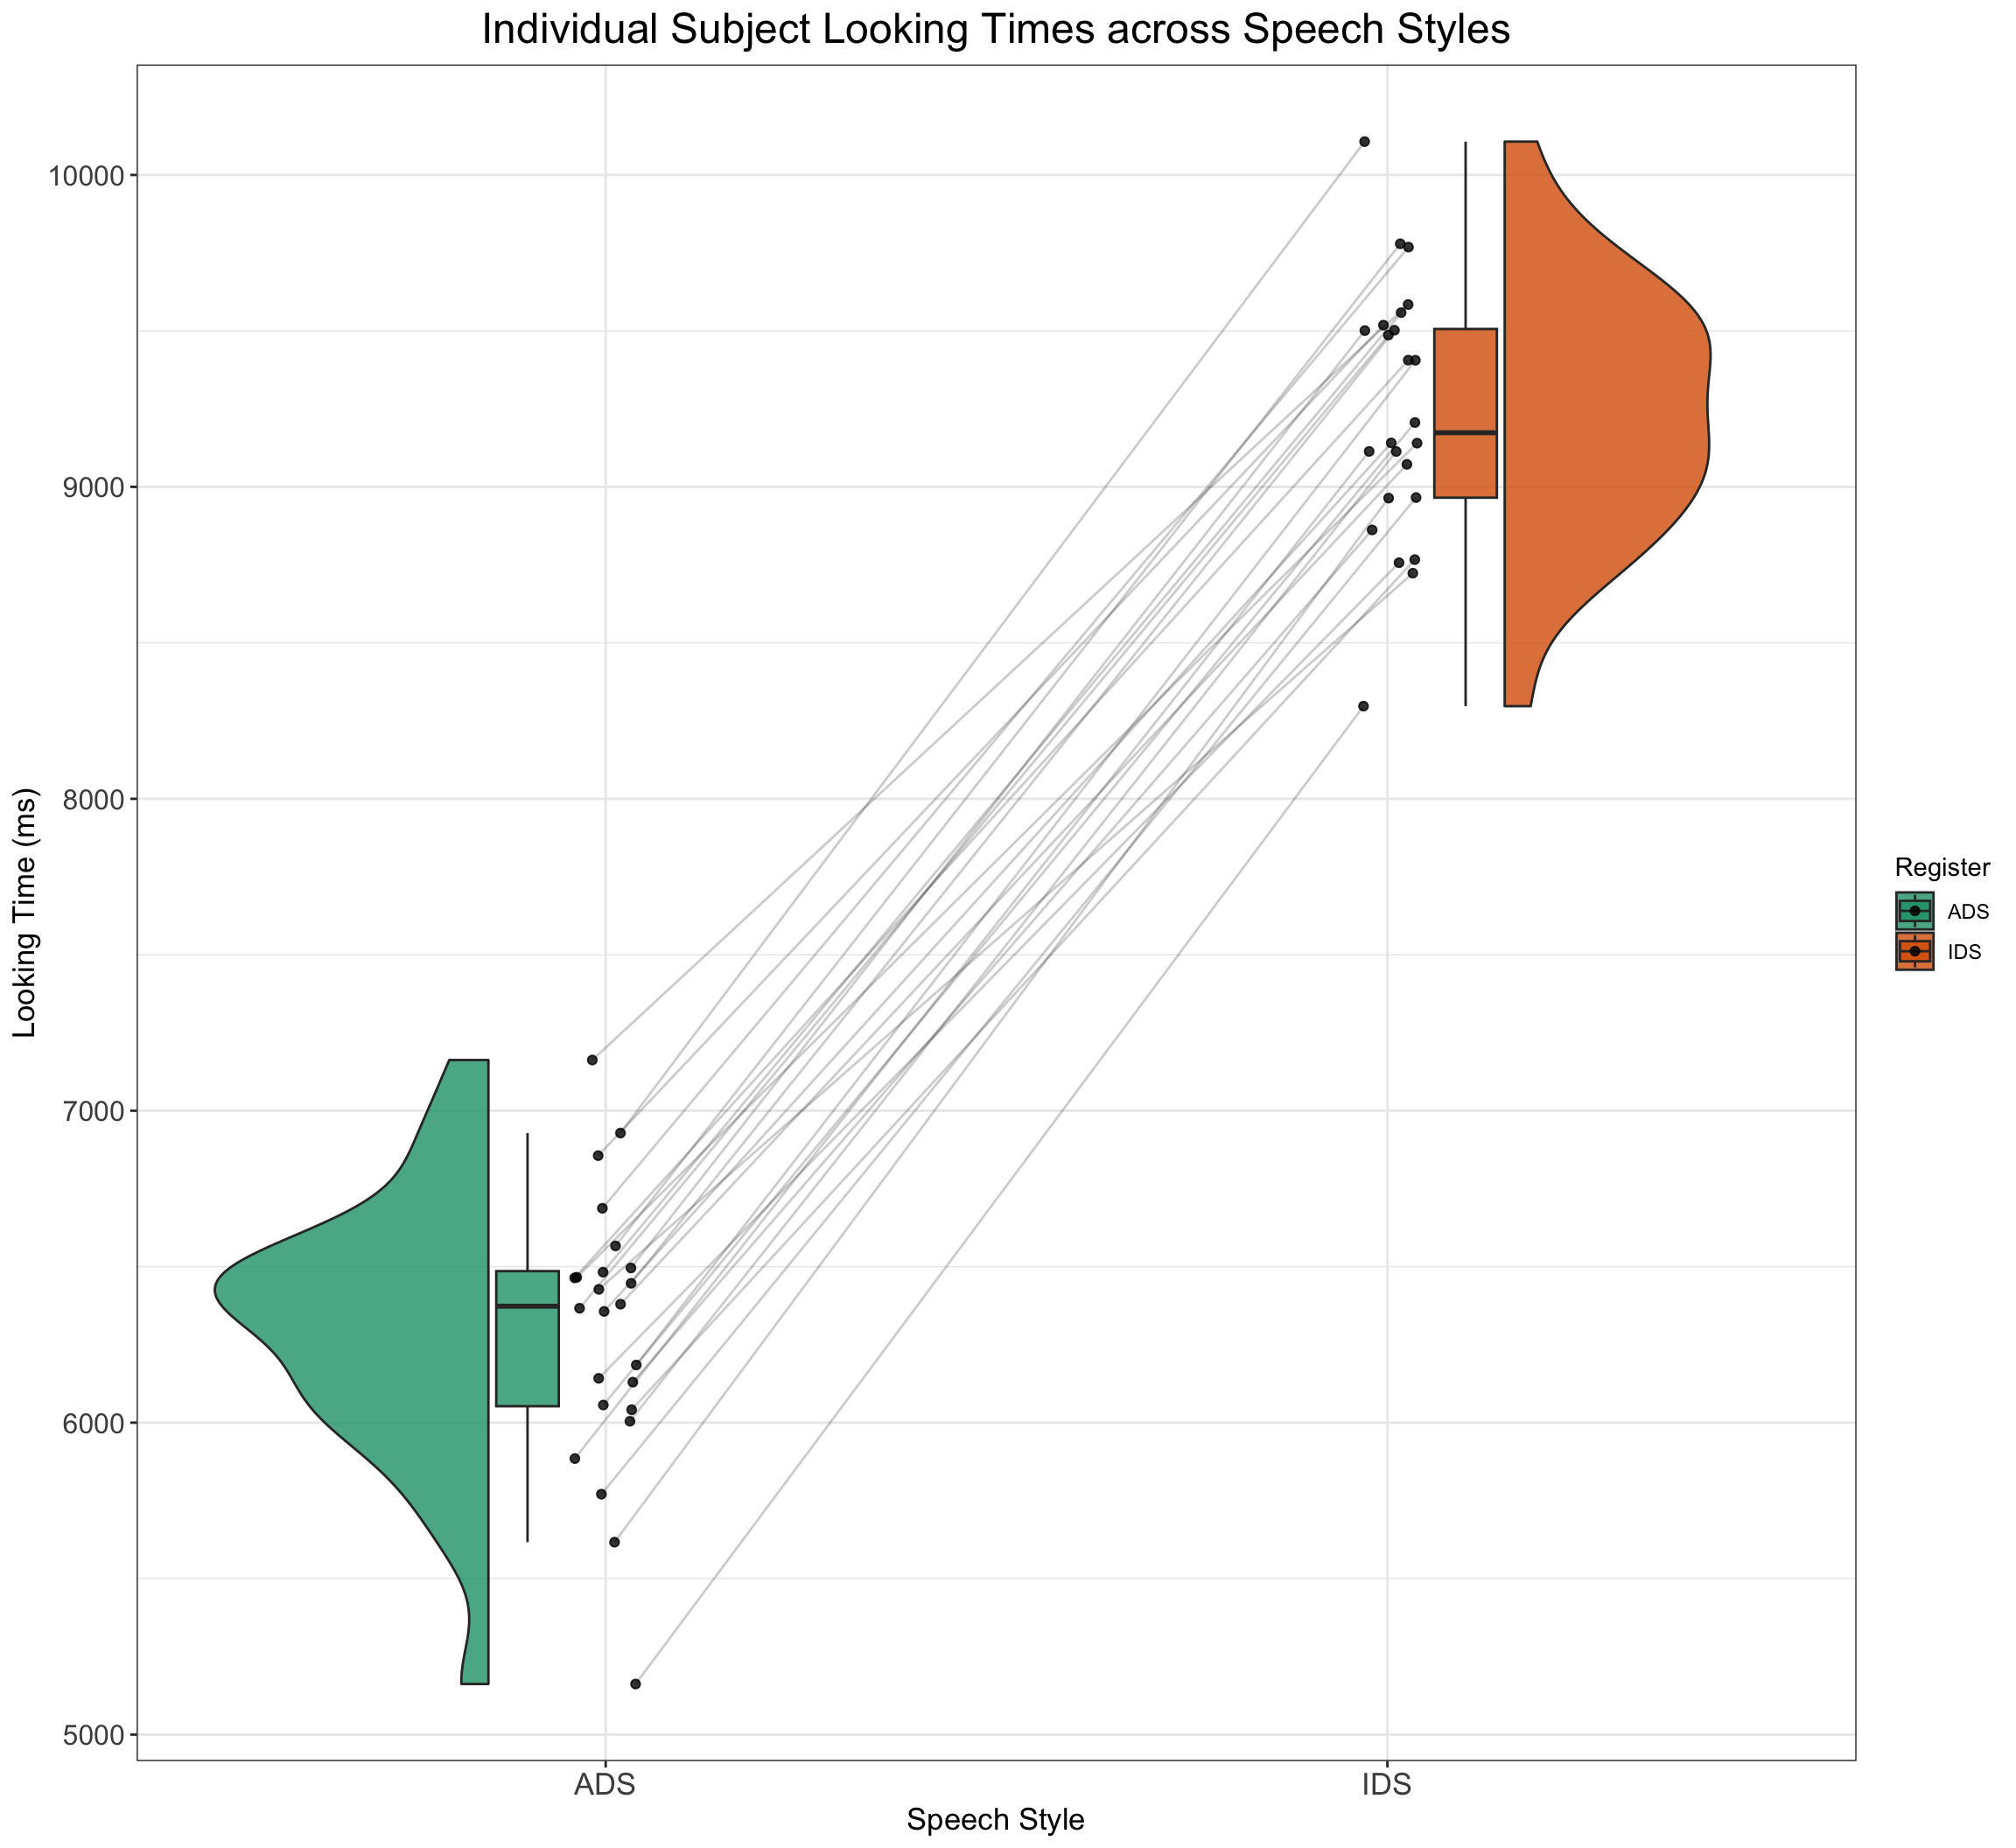 Individual Subject Looking Times across Speech Styles
10000
9000
8000
7000
6000
5000
Looking Time (ms)
ADS
IDS
Speech Style
Register
ADS
IDS